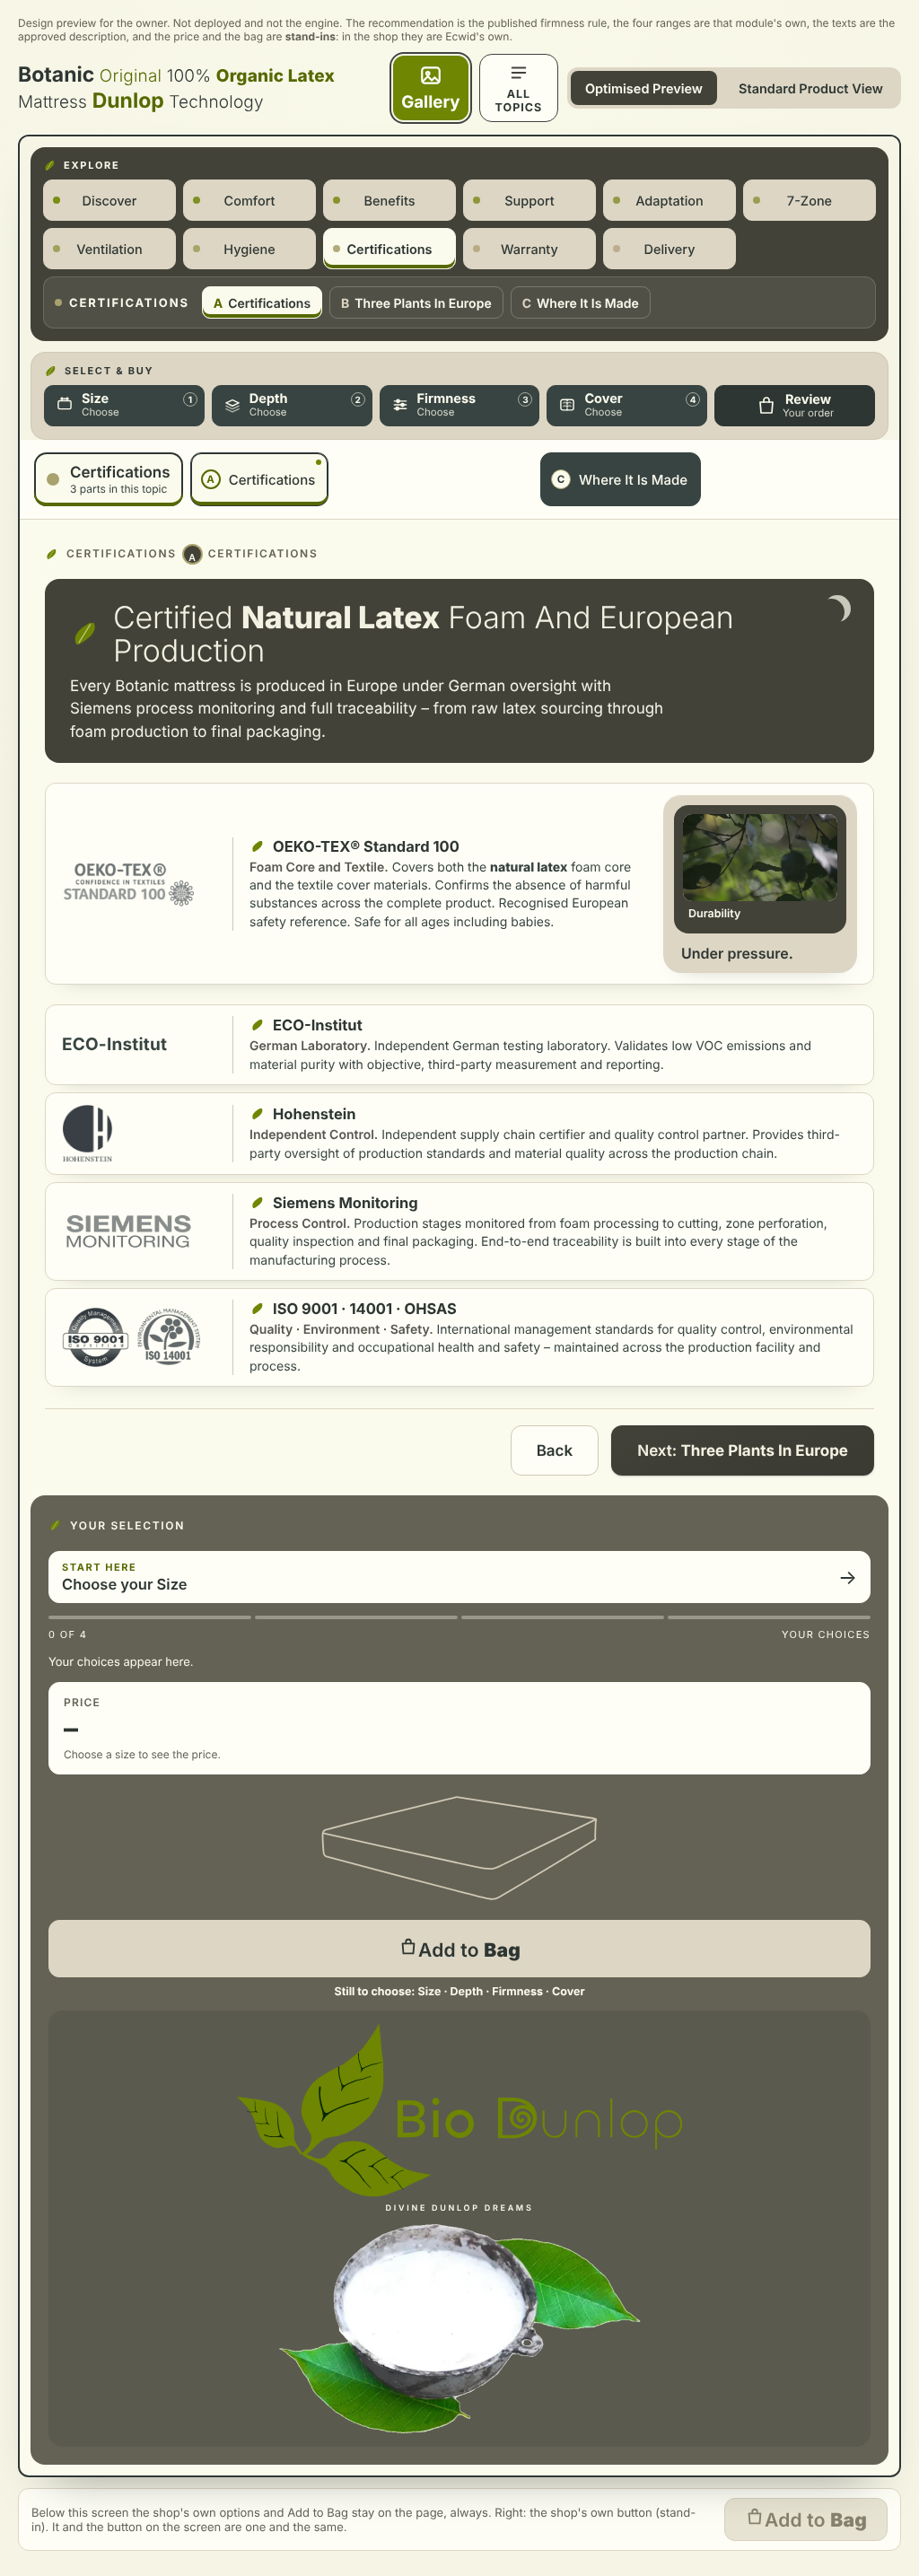 Design preview for the owner. Not deployed and not the engine. The recommendation is the published firmness rule, the four ranges are that module's own, the texts are the
approved description, and the price and the bag are stand-ins: in the shop they are Ecwid's own.
Botanic Original 100% Organic Latex
Mattress Dunlop Technology
Gallery
ALL
TOPICS
Optimised Preview
Standard Product View
EXPLORE
Discover
Comfort
Benefits
Support
Adaptation
7-Zone
Ventilation
Hygiene
Certifications
Warranty
Delivery
CERTIFICATIONS
A Certifications
B Three Plants In Europe
C Where It Is Made
SELECT & BUY
Size
Choose
1
Depth
Choose
2
Firmness
Choose
3
Cover
Choose
4
Review
Your order
Certifications
3 parts in this topic
A Certifications
C Where It Is Made
CERTIFICATIONS A CERTIFICATIONS
Certified Natural Latex Foam And European
Production
Every Botanic mattress is produced in Europe under German oversight with
Siemens process monitoring and full traceability – from raw latex sourcing through
foam production to final packaging.
OEKO-TEX®
CONFIDENCE IN TEXTILES
STANDARD 100
OEKO-TEX® Standard 100
Foam Core and Textile. Covers both the natural latex foam core
and the textile cover materials. Confirms the absence of harmful
substances across the complete product. Recognised European
safety reference. Safe for all ages including babies.
Durability
Under pressure.
ECO-Institut
ECO-Institut
German Laboratory. Independent German testing laboratory. Validates low VOC emissions and
material purity with objective, third-party measurement and reporting.
HOHENSTEIN
Hohenstein
Independent Control. Independent supply chain certifier and quality control partner. Provides third-
party oversight of production standards and material quality across the production chain.
SIEMENS
MONITORING
Siemens Monitoring
Process Control. Production stages monitored from foam processing to cutting, zone perforation,
quality inspection and final packaging. End-to-end traceability is built into every stage of the
manufacturing process.
Quality Management
ISO 9001
Certified
System
ENVIRONMENTAL MANAGEMENT SYSTEM
ISO 14001
ISO 9001 · 14001 · OHSAS
Quality · Environment · Safety. International management standards for quality control, environmental
responsibility and occupational health and safety – maintained across the production facility and
process.
Back
Next: Three Plants In Europe
YOUR SELECTION
START HERE
Choose your Size
0 OF 4
YOUR CHOICES
Your choices appear here.
PRICE
–
Choose a size to see the price.
Add to Bag
Still to choose: Size · Depth · Firmness · Cover
Bio Dunlop
DIVINE DUNLOP DREAMS
Below this screen the shop's own options and Add to Bag stay on the page, always. Right: the shop's own button (stand-
in). It and the button on the screen are one and the same.
Add to Bag